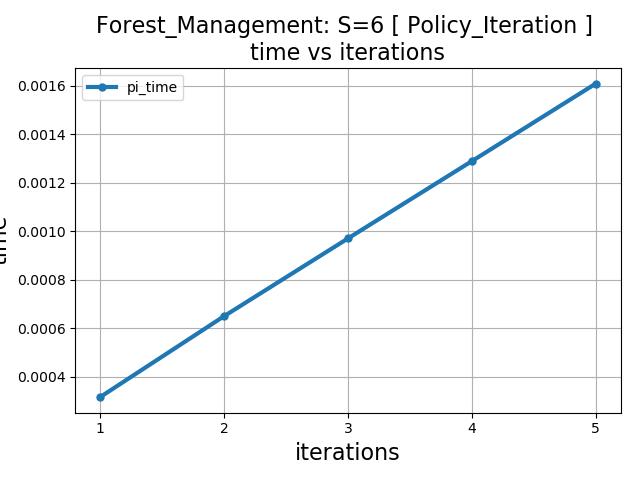 Forest_Management: S=6 [ Policy_Iteration ]
time vs iterations
pi_time
0.0016
0.0014
0.0012
0.0010
0.0008
0.0006
0.0004
time
1 2 3 4 5
iterations